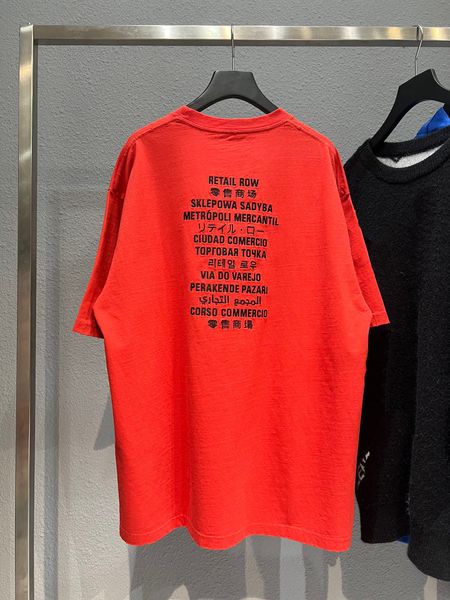 RETAIL ROW
零售商场
SKLEPOWA SADYBA
METRÓPOLI MERCANTIL
リテイル・ロー
CIUDAD COMERCIO
ТОРГОВАЯ ТОЧКА
리테일 로우
VIA DO VAREJO
PERAKENDE PAZARI
المجمع التجاري
CORSO COMMERCIO
零售商場